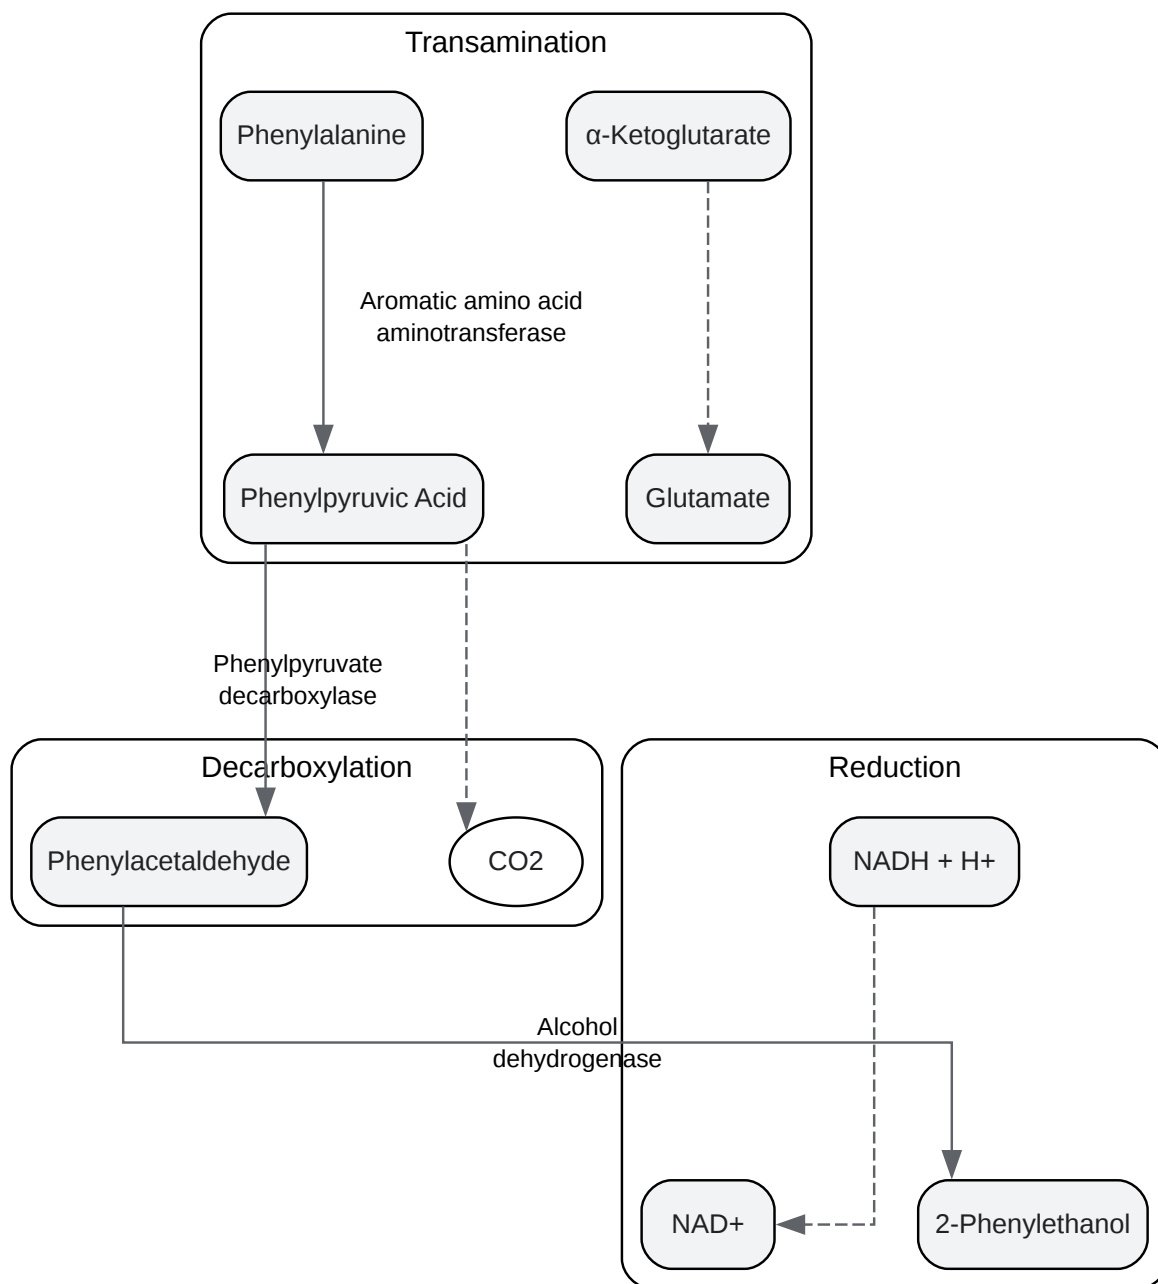 Transamination
Phenylalanine
α-Ketoglutarate
Aromatic amino acid
aminotransferase
Phenylpyruvic Acid
Glutamate
Phenylpyruvate
decarboxylase
Decarboxylation
Reduction
Phenylacetaldehyde
CO2
NADH + H+
Alcohol
dehydrogenase
NAD+
2-Phenylethanol